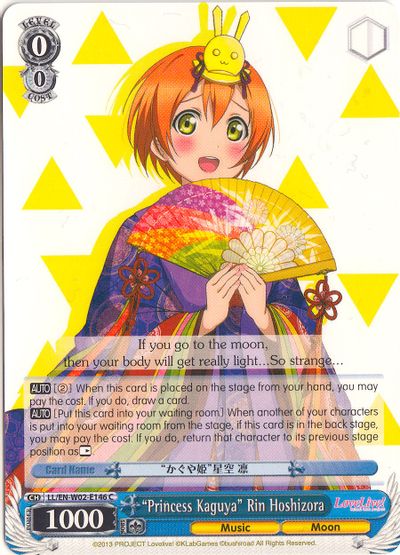 LEVEL
0
0
COST
If you go to the moon,
then your body will get really light...So strange...
AUTO [②] When this card is placed on the stage from your hand, you may
pay the cost. If you do, draw a card.
AUTO [Put this card into your waiting room] When another of your characters
is put into your waiting room from the stage, if this card is in the back stage,
you may pay the cost. If you do, return that character to its previous stage
position as
Card Name
"かぐや姫"星空 凛
CH LL/EN-W02-E146 C
"Princess Kaguya" Rin Hoshizora
LoveLive!
1000
Music
Moon
©2013 PROJECT Lovelive! ©KLabGames ©bushiroad All Rights Reserved.